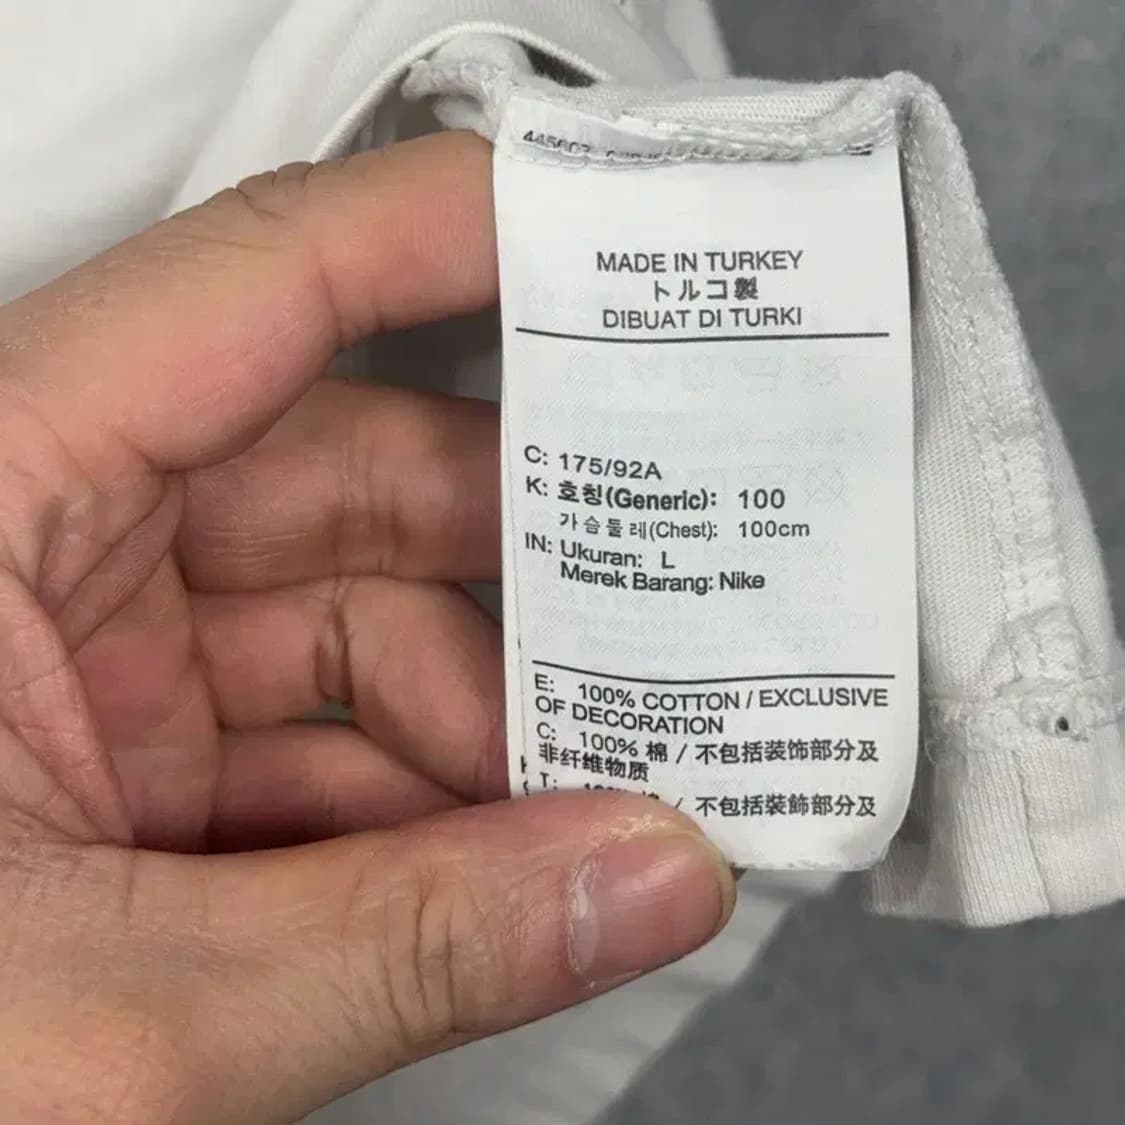 MADE IN TURKEY
トルコ製
DIBUAT DI TURKI
C: 175/92A
K: 호칭(Generic): 100
가슴둘레(Chest): 100cm
IN: Ukuran: L
Merek Barang: Nike
E: 100% COTTON / EXCLUSIVE
OF DECORATION
C: 100% 棉 / 不包括装饰部分及
非纤维物质
T: / 不包括裝飾部分及